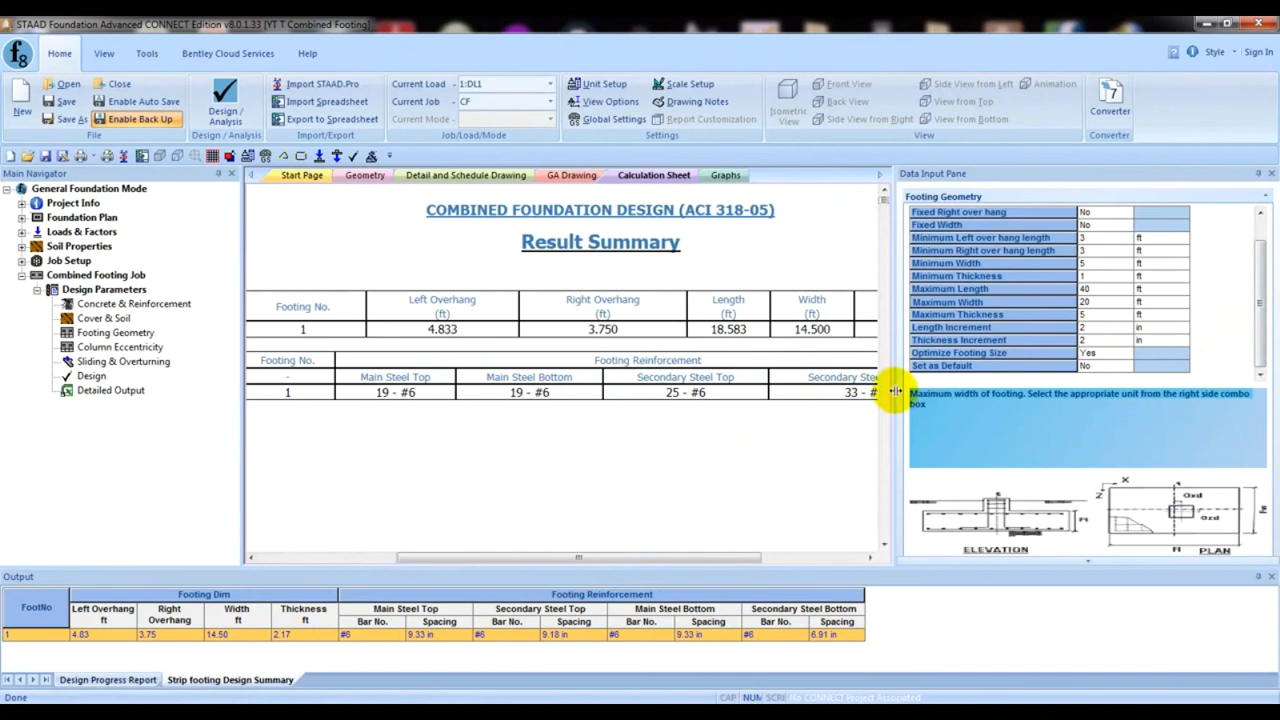 STAAD Foundation Advanced CONNECT Edition v8.0.1.33 [YT T Combined Footing]
Home View Tools Bentley Cloud Services Help Style Sign In
New
Open
Save
Save As
Close
Enable Auto Save
Enable Back Up
File
Design / Analysis
Design / Analysis
Import STAAD.Pro
Import Spreadsheet
Export to Spreadsheet
Import/Export
Current Load - 1:DL1
Current Job - CF
Current Mode -
Job/Load/Mode
Unit Setup
View Options
Global Settings
Scale Setup
Drawing Notes
Report Customization
Settings
Isometric View
Front View
Back View
Side View from Right
Side View from Left
View from Top
View from Bottom
Animation
View
Converter
Converter
Main Navigator
General Foundation Mode
Project Info
Foundation Plan
Loads & Factors
Soil Properties
Job Setup
Combined Footing Job
Design Parameters
Concrete & Reinforcement
Cover & Soil
Footing Geometry
Column Eccentricity
Sliding & Overturning
Design
Detailed Output
Start Page Geometry Detail and Schedule Drawing GA Drawing Calculation Sheet Graphs
COMBINED FOUNDATION DESIGN (ACI 318-05)
Result Summary
Footing No. Left Overhang (ft) Right Overhang (ft) Length (ft) Width (ft)
1 4.833 3.750 18.583 14.500
Footing No. Footing Reinforcement
- Main Steel Top Main Steel Bottom Secondary Steel Top Secondary Stee
1 19 - #6 19 - #6 25 - #6 33 - #
Data Input Pane
Footing Geometry
Fixed Right over hang No
Fixed Width No
Minimum Left over hang length 3 ft
Minimum Right over hang length 3 ft
Minimum Width 5 ft
Minimum Thickness 1 ft
Maximum Length 40 ft
Maximum Width 20 ft
Maximum Thickness 5 ft
Length Increment 2 in
Thickness Increment 2 in
Optimize Footing Size Yes
Set as Default No
Maximum width of footing. Select the appropriate unit from the right side combo
box
X
Z
Oxd
Ozd
Fw
ELEVATION
Fl PLAN
Output
FootNo Footing Dim Footing Reinforcement
Left Overhang ft Right Overhang Width ft Thickness ft Main Steel Top Secondary Steel Top Main Steel Bottom Secondary Steel Bottom
Bar No. Spacing Bar No. Spacing Bar No. Spacing Bar No. Spacing
1 4.83 3.75 14.50 2.17 #6 9.33 in #6 9.18 in #6 9.33 in #6 6.91 in
Design Progress Report Strip footing Design Summary
Done CAP NUM SCRI No CONNECT Project Associated